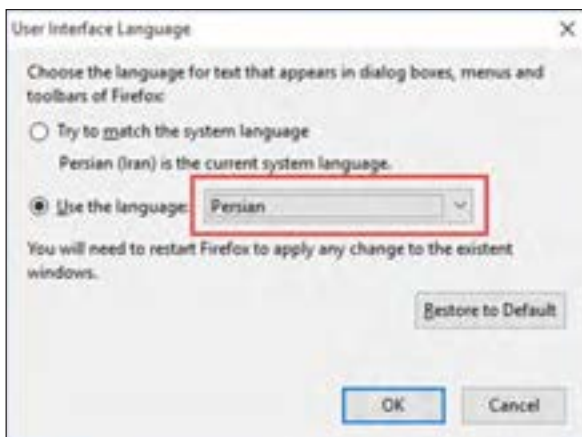 User Interface Language
Choose the language for text that appears in dialog boxes, menus and
toolbars of Firefox:
Try to match the system language
Persian (Iran) is the current system language.
Use the language: Persian
You will need to restart Firefox to apply any change to the existent
windows.
Restore to Default
OK Cancel